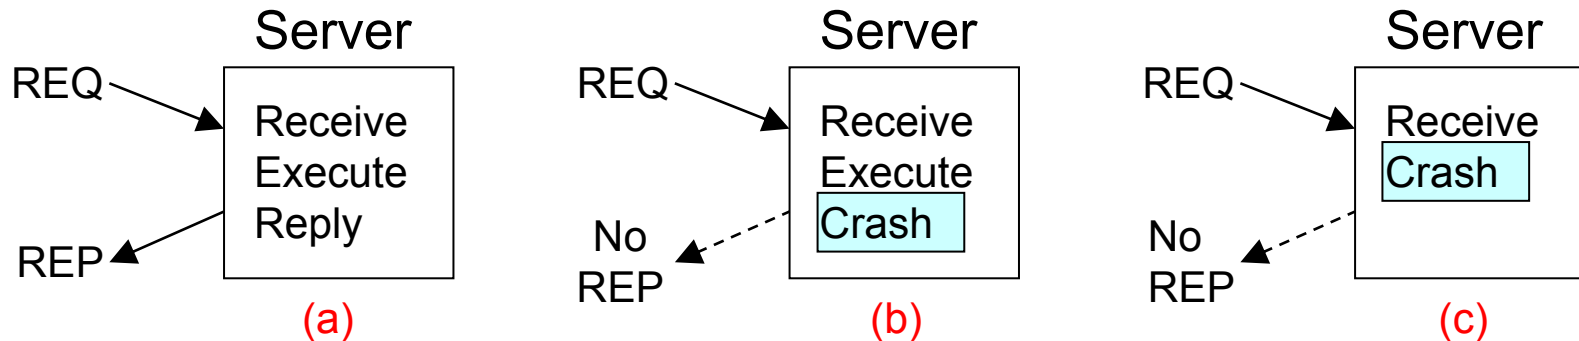 Server
REQ
Receive
Execute
Reply
REP
(a)
Server
REQ
Receive
Execute
Crash
No
REP
(b)
Server
REQ
Receive
Crash
No
REP
(c)